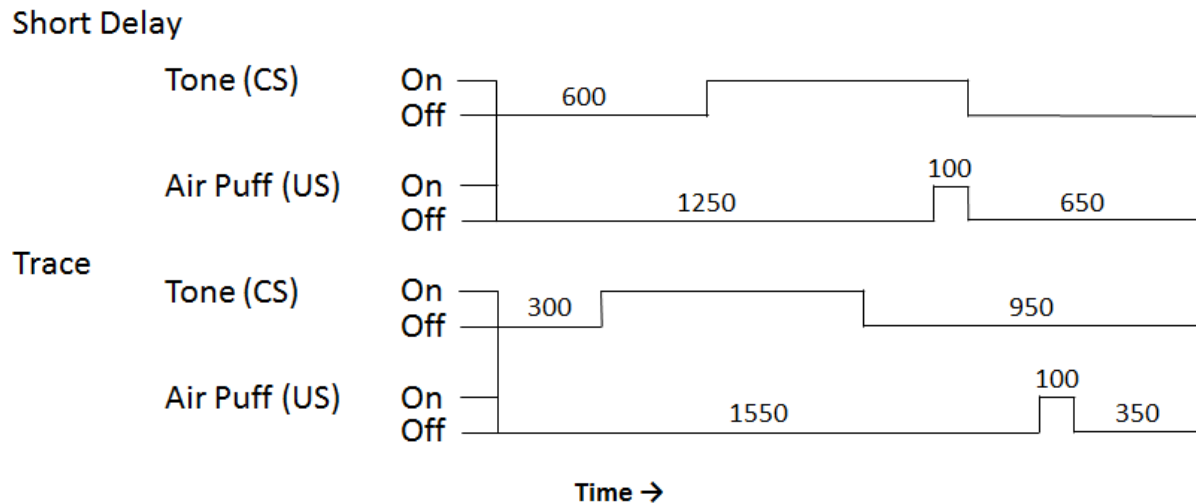 Short Delay
Tone (CS) On
600
Off
100
Air Puff (US) On
1250 650
Off
Trace
Tone (CS) On
300 950
Off
100
Air Puff (US) On
1550 350
Off
Time →